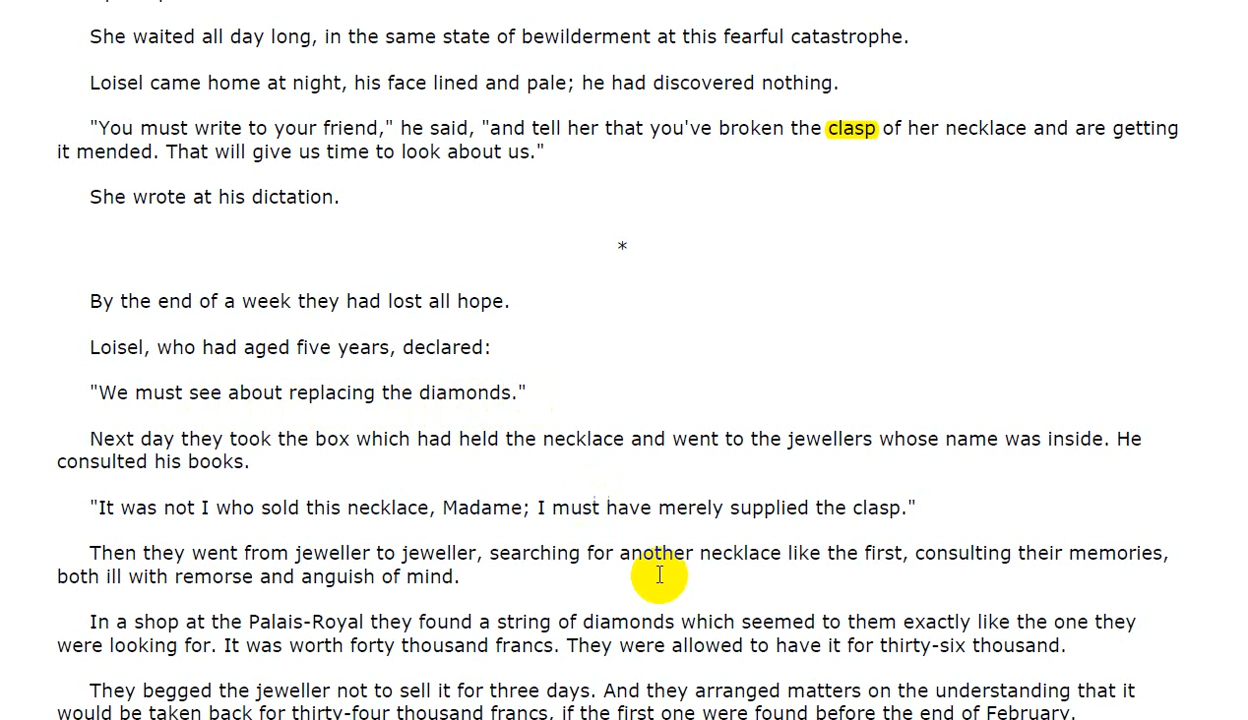 She waited all day long, in the same state of bewilderment at this fearful catastrophe.
Loisel came home at night, his face lined and pale; he had discovered nothing.
"You must write to your friend," he said, "and tell her that you've broken the clasp of her necklace and are getting
it mended. That will give us time to look about us."
She wrote at his dictation.
*
By the end of a week they had lost all hope.
Loisel, who had aged five years, declared:
"We must see about replacing the diamonds."
Next day they took the box which had held the necklace and went to the jewellers whose name was inside. He
consulted his books.
"It was not I who sold this necklace, Madame; I must have merely supplied the clasp."
Then they went from jeweller to jeweller, searching for another necklace like the first, consulting their memories,
both ill with remorse and anguish of mind.
In a shop at the Palais-Royal they found a string of diamonds which seemed to them exactly like the one they
were looking for. It was worth forty thousand francs. They were allowed to have it for thirty-six thousand.
They begged the jeweller not to sell it for three days. And they arranged matters on the understanding that it
would be taken back for thirty-four thousand francs, if the first one were found before the end of February.